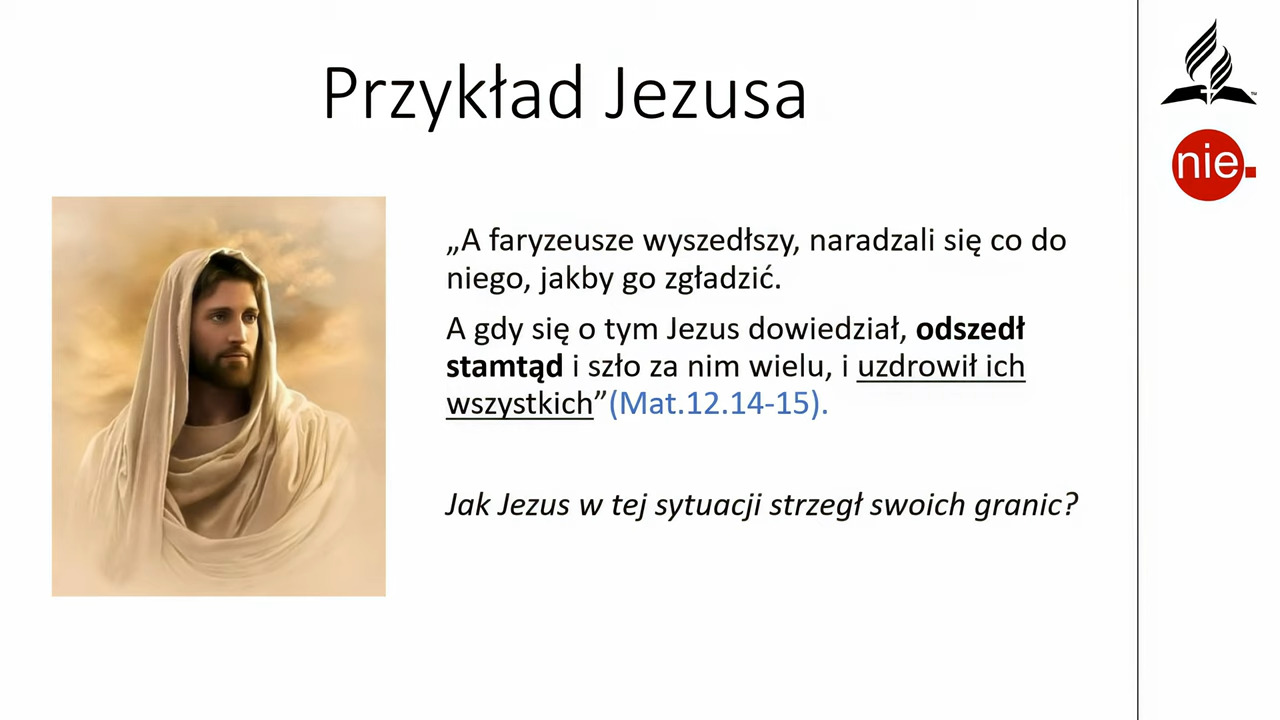 Przykład Jezusa
nie.
„A faryzeusze wyszedłszy, naradzali się co do
niego, jakby go zgładzić.
A gdy się o tym Jezus dowiedział, odszedł
stamtąd i szło za nim wielu, i uzdrowił ich
wszystkich”(Mat.12.14-15).
Jak Jezus w tej sytuacji strzegł swoich granic?